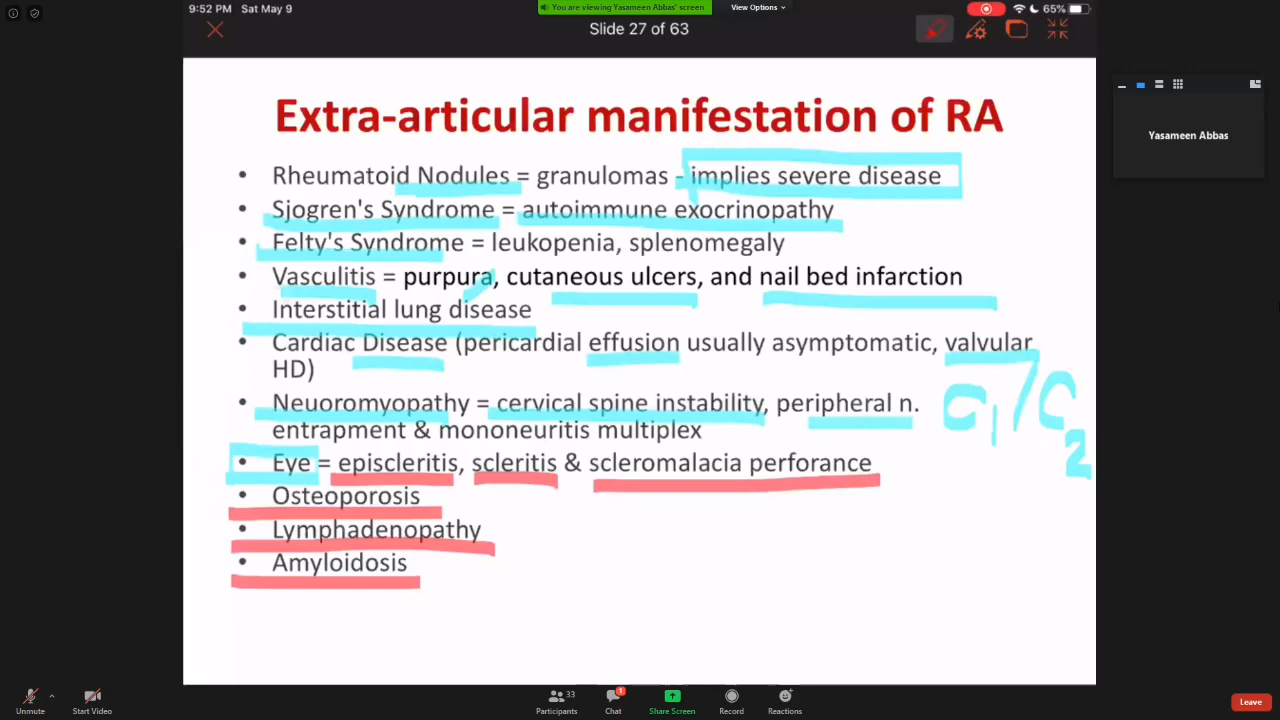 9:52 PM Sat May 9
You are viewing Yasameen Abbas' screen
View Options
65%
Slide 27 of 63
Extra-articular manifestation of RA
• Rheumatoid Nodules = granulomas - implies severe disease
• Sjogren's Syndrome = autoimmune exocrinopathy
• Felty's Syndrome = leukopenia, splenomegaly
• Vasculitis = purpura, cutaneous ulcers, and nail bed infarction
• Interstitial lung disease
• Cardiac Disease (pericardial effusion usually asymptomatic, valvular
HD)
• Neuoromyopathy = cervical spine instability, peripheral n.
entrapment & mononeuritis multiplex
C1/C2
• Eye = episcleritis, scleritis & scleromalacia perforance
• Osteoporosis
• Lymphadenopathy
• Amyloidosis
Yasameen Abbas
Unmute
Start Video
33
Participants
1
Chat
Share Screen
Record
Reactions
Leave